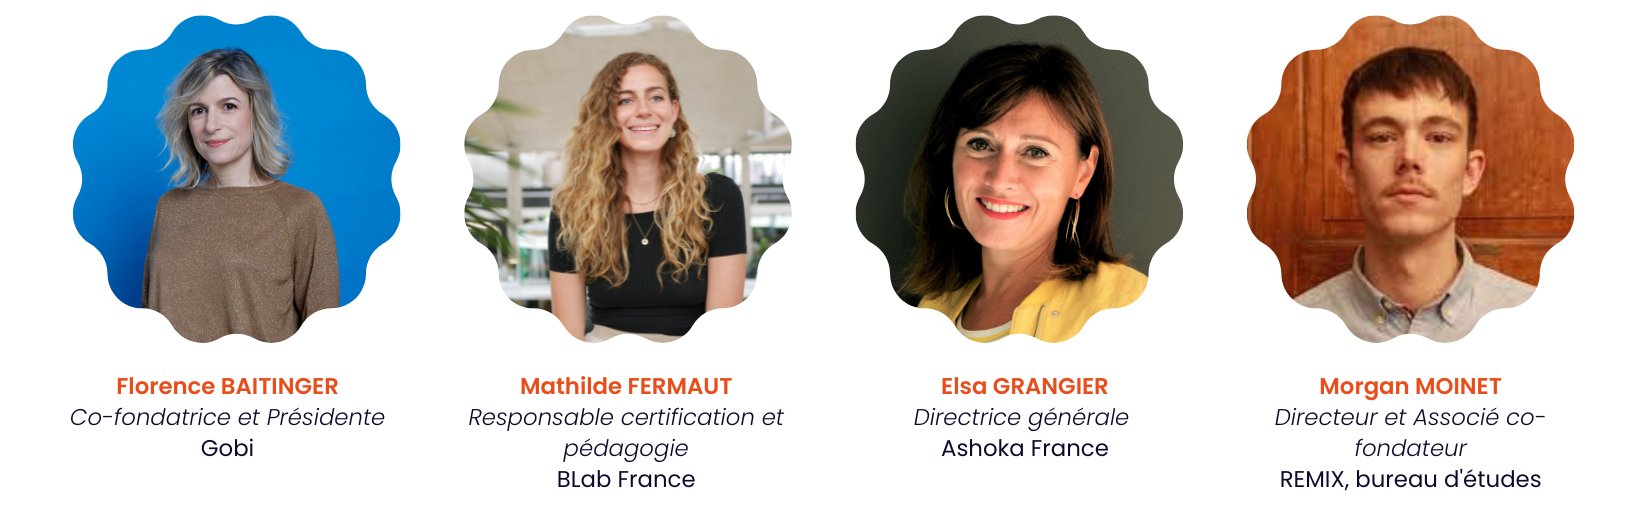 Florence BAITINGER
Co-fondatrice et Présidente
Gobi
Mathilde FERMAUT
Responsable certification et
pédagogie
BLab France
Elsa GRANGIER
Directrice générale
Ashoka France
Morgan MOINET
Directeur et Associé co-
fondateur
REMIX, bureau d'études